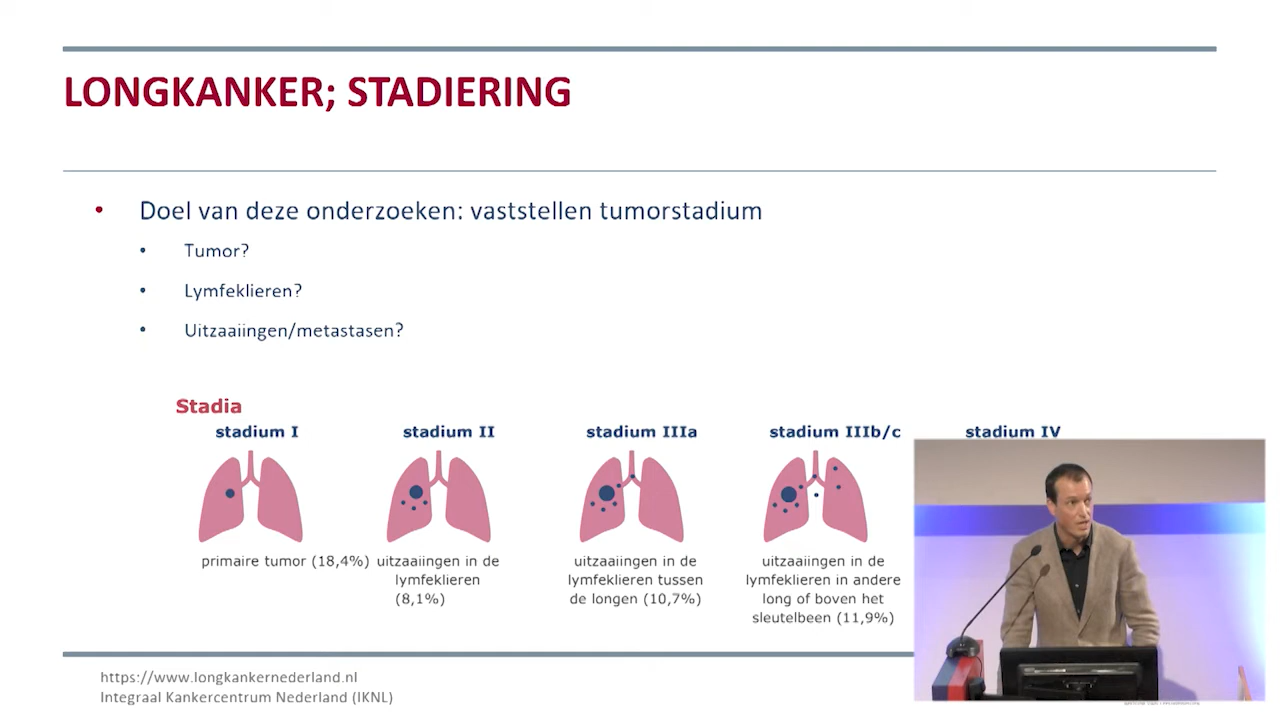 LONGKANKER; STADIERING
• Doel van deze onderzoeken: vaststellen tumorstadium
• Tumor?
• Lymfeklieren?
• Uitzaaiingen/metastasen?
Stadia
stadium I
stadium II
stadium IIIa
stadium IIIb/c
stadium IV
primaire tumor (18,4%)
uitzaaiingen in de
lymfeklieren
(8,1%)
uitzaaiingen in de
lymfeklieren tussen
de longen (10,7%)
uitzaaiingen in de
lymfeklieren in andere
long of boven het
sleutelbeen (11,9%)
https://www.longkankernederland.nl
Integraal Kankercentrum Nederland (IKNL)